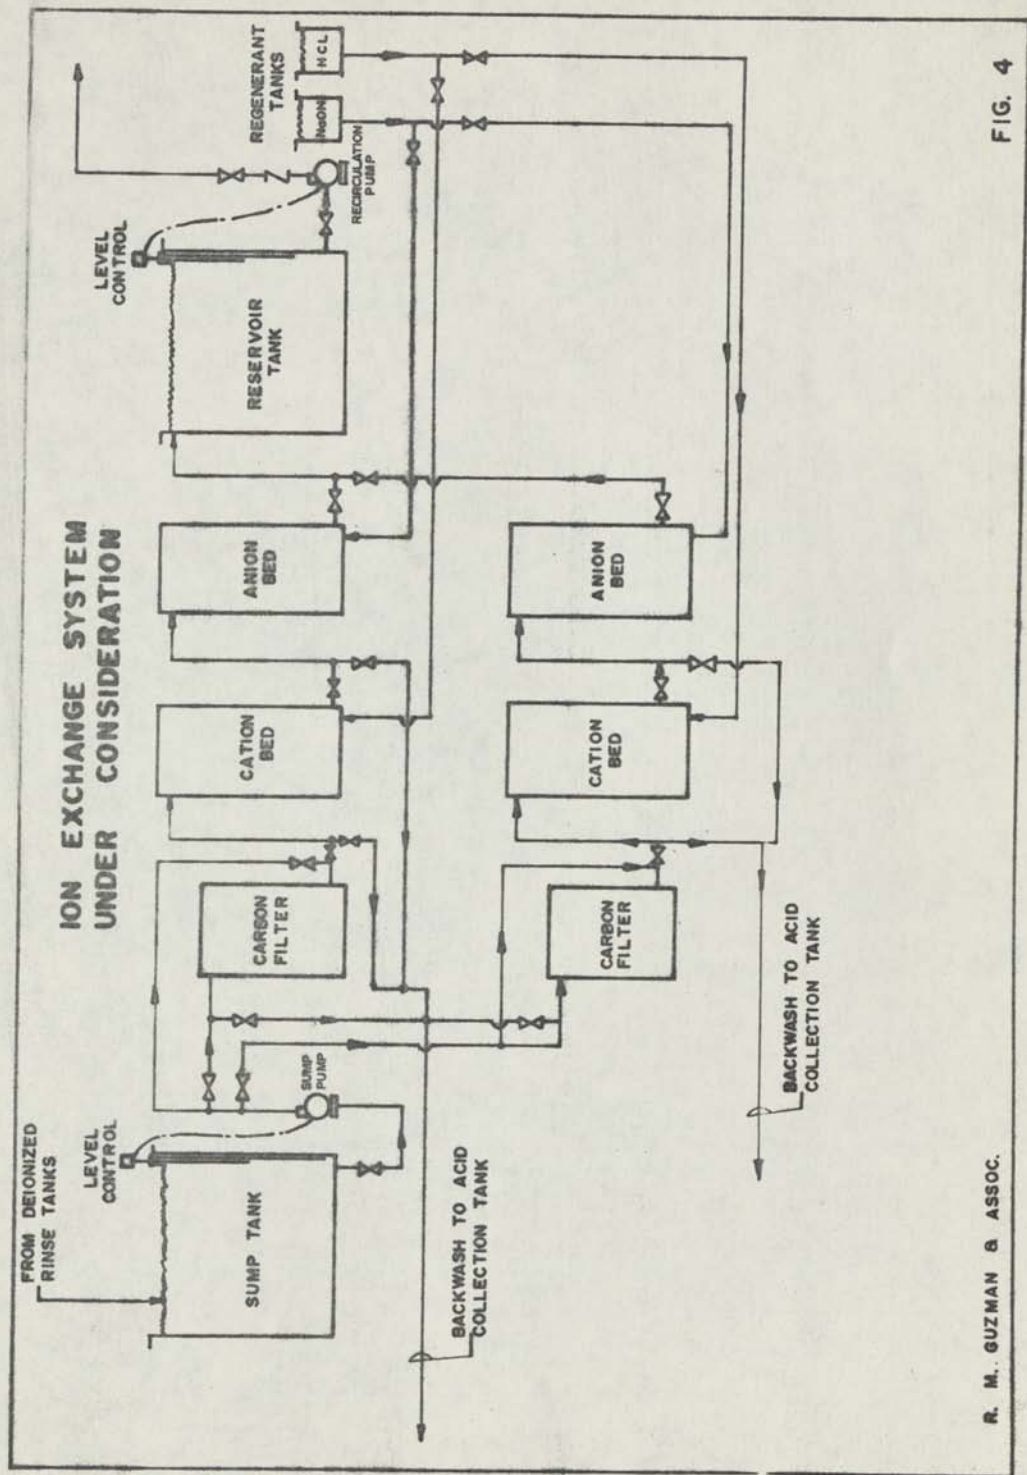 ION EXCHANGE SYSTEM
UNDER CONSIDERATION
FROM DEIONIZED
RINSE TANKS
LEVEL
CONTROL
SUMP TANK
SUMP
PUMP
CARBON
FILTER
CATION
BED
ANION
BED
LEVEL
CONTROL
RESERVOIR
TANK
RECIRULATION
PUMP
REGENERANT
TANKS
NaOH
HCL
BACKWASH TO ACID
COLLECTION TANK
CARBON
FILTER
CATION
BED
ANION
BED
BACKWASH TO ACID
COLLECTION TANK
R. M. GUZMAN & ASSOC.
FIG. 4